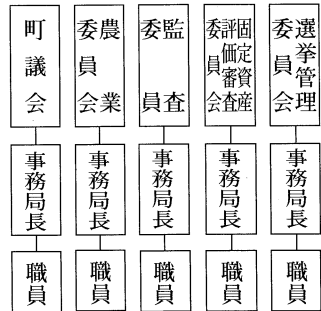 選挙管理委員会
事務局長
職員
固定資産評価審査委員会
事務局長
職員
監査委員
事務局長
職員
農業委員会
事務局長
職員
町議会
事務局長
職員